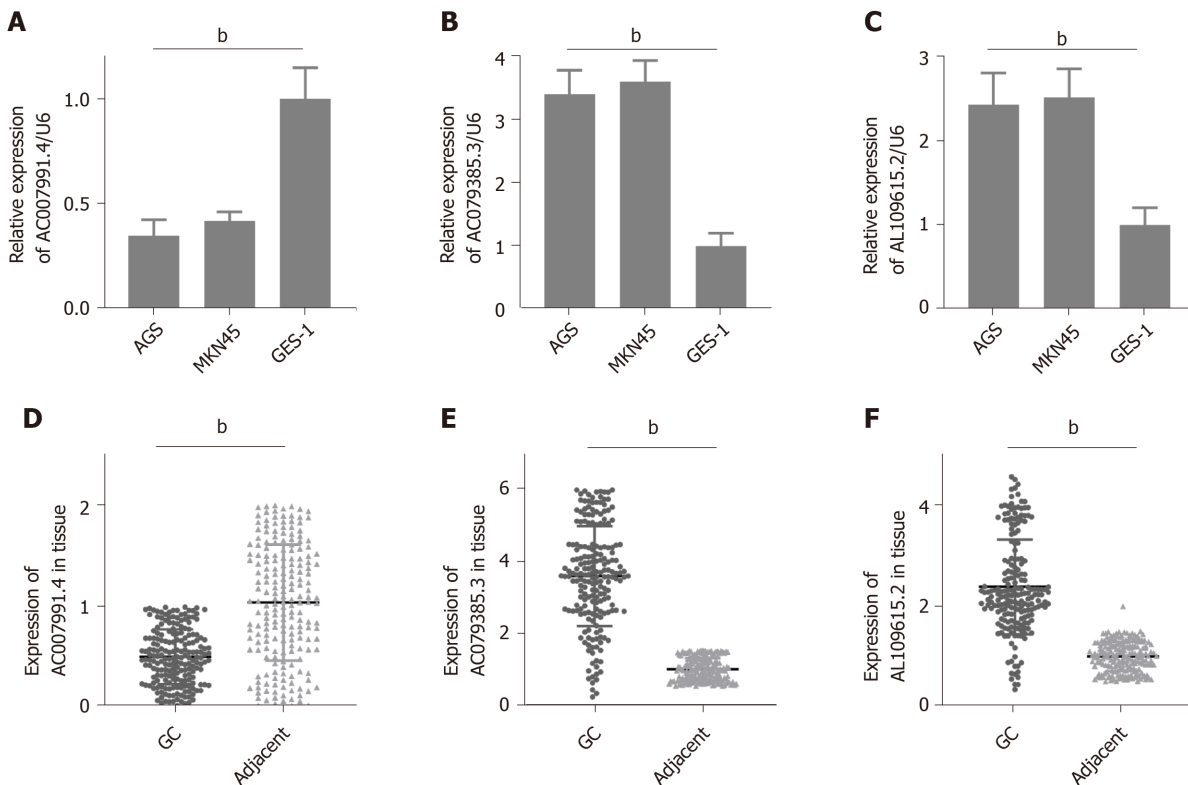 A
b
Relative expression
of AC007991.4/U6
1.0
0.5
0.0
AGS
MKN45
GES-1
B
b
Relative expression
of AC079385.3/U6
4
3
2
1
0
AGS
MKN45
GES-1
C
b
Relative expression
of AL109615.2/U6
3
2
1
0
AGS
MKN45
GES-1
D
b
Expression of
AC007991.4 in tissue
2
1
0
GC
Adjacent
E
b
Expression of
AC079385.3 in tissue
6
4
2
0
GC
Adjacent
F
b
Expression of
AL109615.2 in tissue
4
2
0
GC
Adjacent